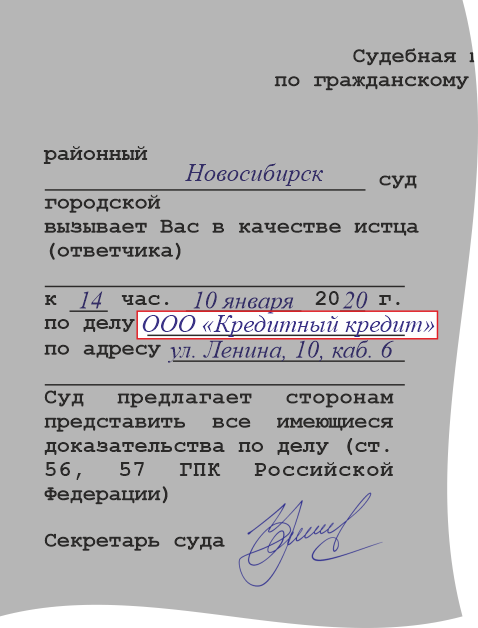 Судебная
по гражданскому
районный
Новосибирск суд
городской
вызывает Вас в качестве истца
(ответчика)
к 14 час. 10 января 2020 г.
по делу ООО «Кредитный кредит»
по адресу ул. Ленина, 10, каб. 6
Суд предлагает сторонам
представить все имеющиеся
доказательства по делу (ст.
56, 57 ГПК Российской
Федерации)
Секретарь суда